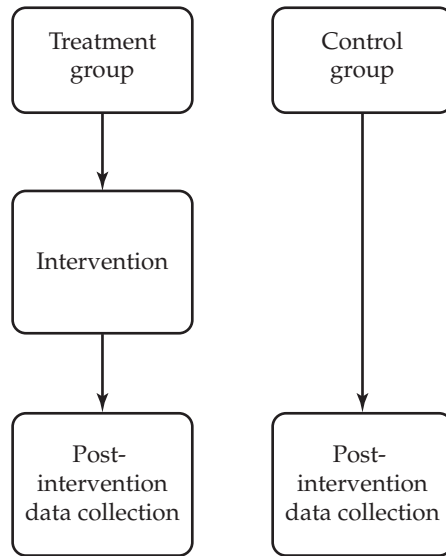 Treatment
group
Control
group
Intervention
Post-
intervention
data collection
Post-
intervention
data collection